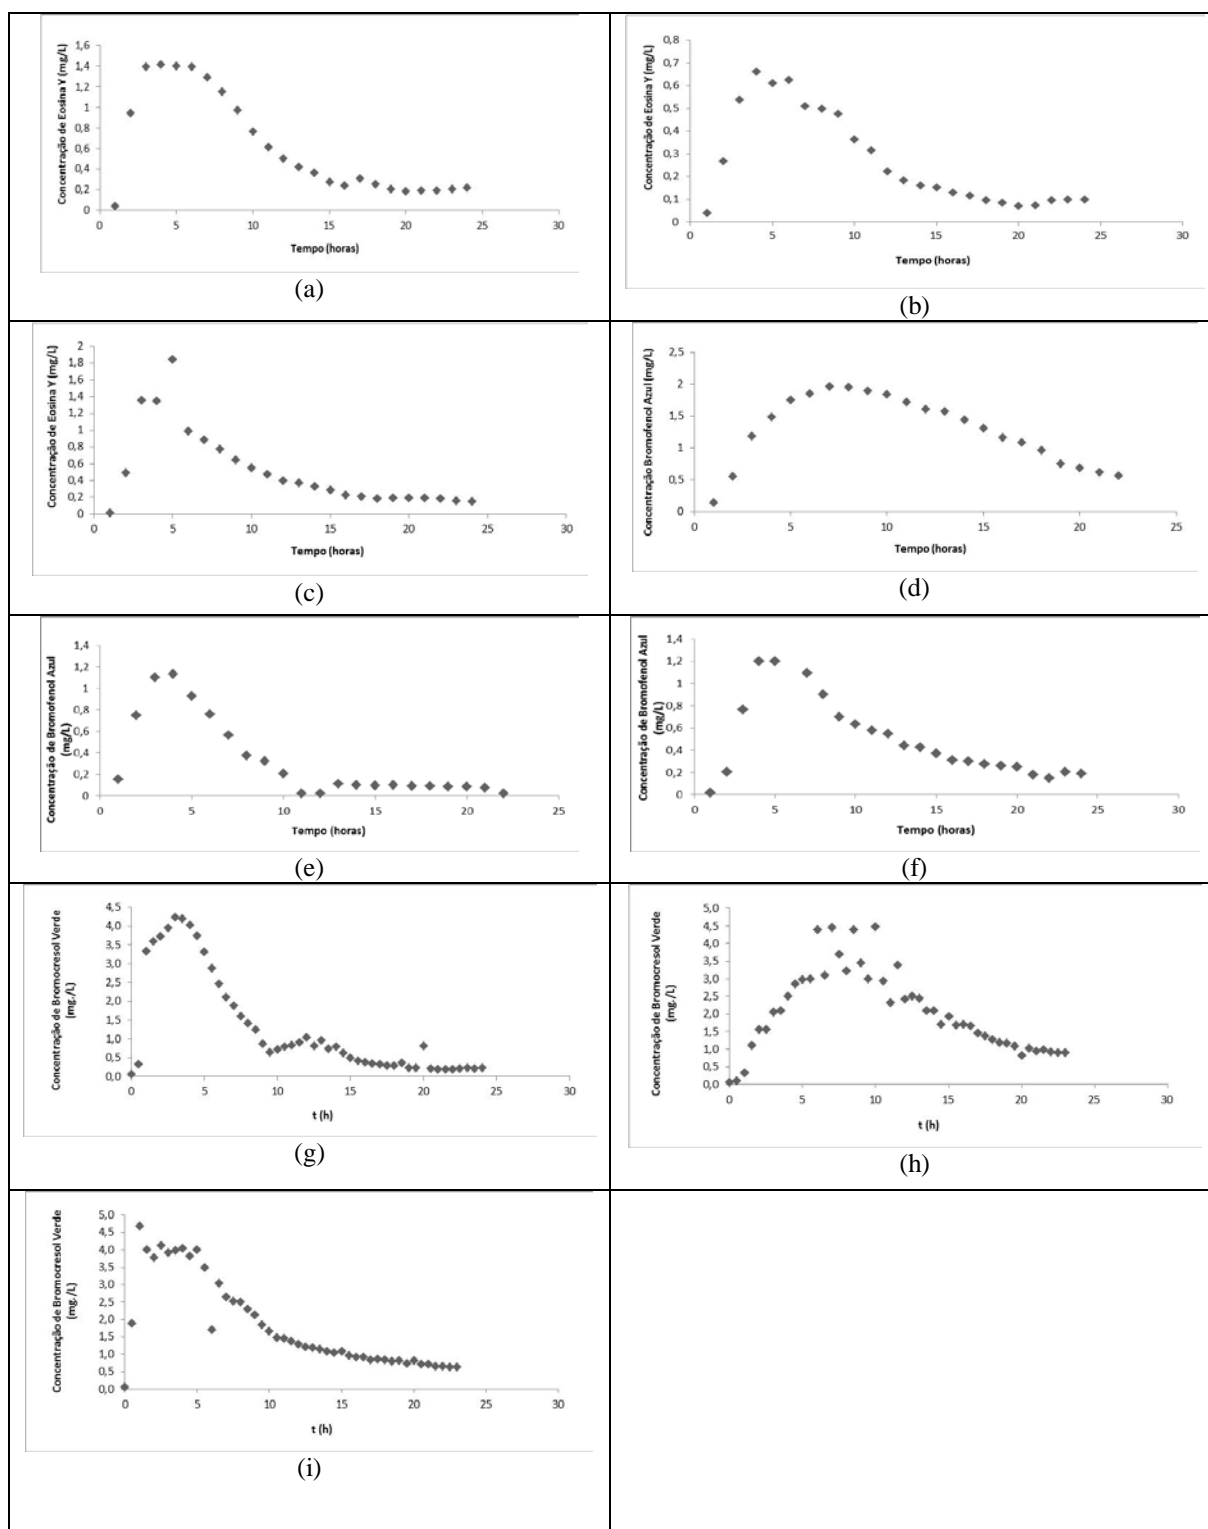 Concentração de Eosina Y (mg/L)
1,6
1,4
1,2
1
0,8
0,6
0,4
0,2
0
0 5 10 15 20 25 30
Tempo (horas)
(a)
Concentração de Eosina Y (mg/L)
0,8
0,7
0,6
0,5
0,4
0,3
0,2
0,1
0
0 5 10 15 20 25 30
Tempo (horas)
(b)
Concentração de Eosina Y (mg/L)
2
1,8
1,6
1,4
1,2
1
0,8
0,6
0,4
0,2
0
0 5 10 15 20 25 30
Tempo (horas)
(c)
Concentração Bromofenol Azul (mg/L)
2,5
2
1,5
1
0,5
0
0 5 10 15 20 25
Tempo (horas)
(d)
Concentração de Bromofenol Azul
(mg/L)
1,4
1,2
1
0,8
0,6
0,4
0,2
0
0 5 10 15 20 25
Tempo (horas)
(e)
Concentração de Bromofenol Azul
(mg/L)
1,4
1,2
1
0,8
0,6
0,4
0,2
0
0 5 10 15 20 25 30
Tempo (horas)
(f)
Concentração de Bromocresol Verde
(mg./L)
4,5
4,0
3,5
3,0
2,5
2,0
1,5
1,0
0,5
0,0
0 5 10 15 20 25 30
t (h)
(g)
Concentração de Bromocresol Verde
(mg./L)
5,0
4,5
4,0
3,5
3,0
2,5
2,0
1,5
1,0
0,5
0,0
0 5 10 15 20 25 30
t (h)
(h)
Concentração de Bromocresol Verde
(mg./L)
5,0
4,5
4,0
3,5
3,0
2,5
2,0
1,5
1,0
0,5
0,0
0 5 10 15 20 25 30
t (h)
(i)